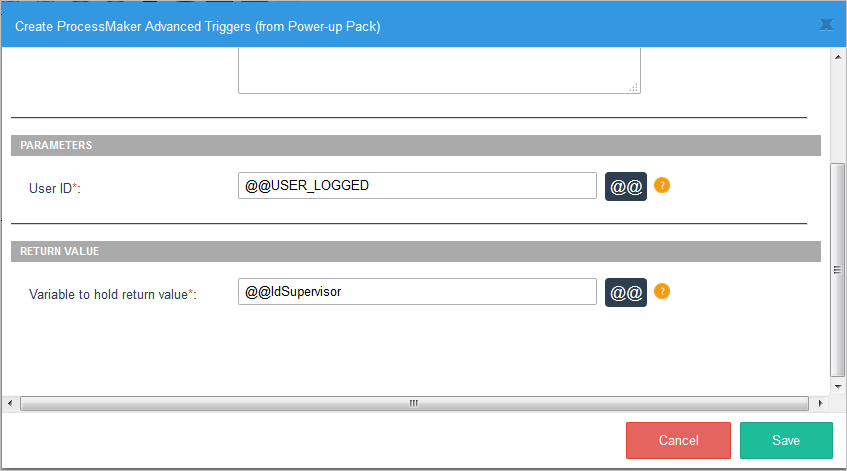 Create ProcessMaker Advanced Triggers (from Power-up Pack)
X
PARAMETERS
User ID*:
@@USER_LOGGED
@@
?
RETURN VALUE
Variable to hold return value*:
@@IdSupervisor
@@
?
Cancel
Save